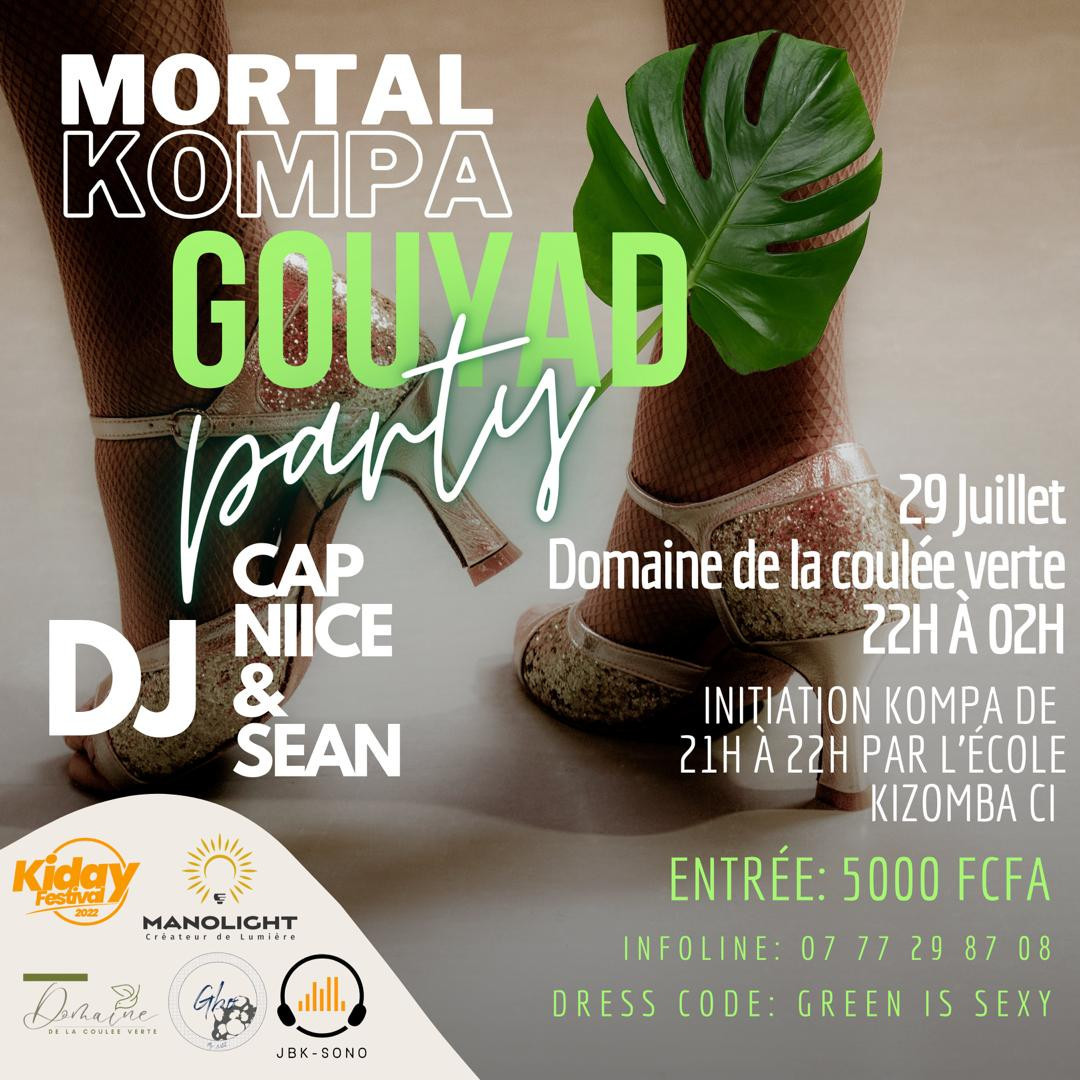 MORTAL
KOMPA
GOUYAD
party
29 Juillet
Domaine de la coulée verte
22H À 02H
DJ
CAP
NIICE
&
SEAN
INITIATION KOMPA DE
21H À 22H PAR L'ÉCOLE
KIZOMBA CI
ENTRÉE: 5000 FCFA
INFOLINE: 07 77 29 87 08
DRESS CODE: GREEN IS SEXY
Kiday
Festival
2022
MANOLIGHT
Créateur de Lumière
Domaine
DE LA COULEE VERTE
JBK-SONO